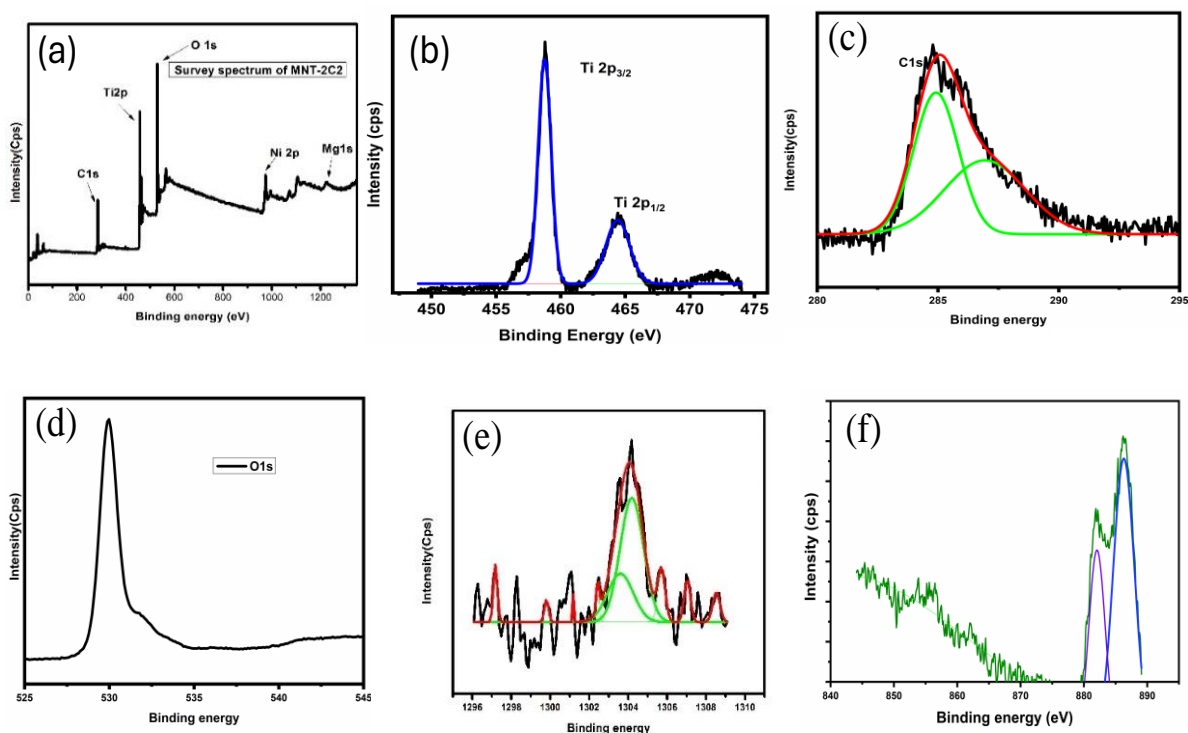 (a)
O 1s
Survey spectrum of MNT-2C2
Ti2p
C1s
Ni 2p
Mg1s
Intensity(Cps)
0 200 400 600 800 1000 1200
Binding energy (eV)
(b)
Ti 2p3/2
Ti 2p1/2
Intensity (cps)
450 455 460 465 470 475
Binding Energy (eV)
(c)
C1s
Intensity(Cps)
280 285 290 295
Binding energy
(d)
O1s
Intensity(Cps)
525 530 535 540 545
Binding energy
(e)
Intensity(Cps)
1296 1298 1300 1302 1304 1306 1308 1310
Binding energy
(f)
Intensity (cps)
840 850 860 870 880 890
Binding energy (eV)